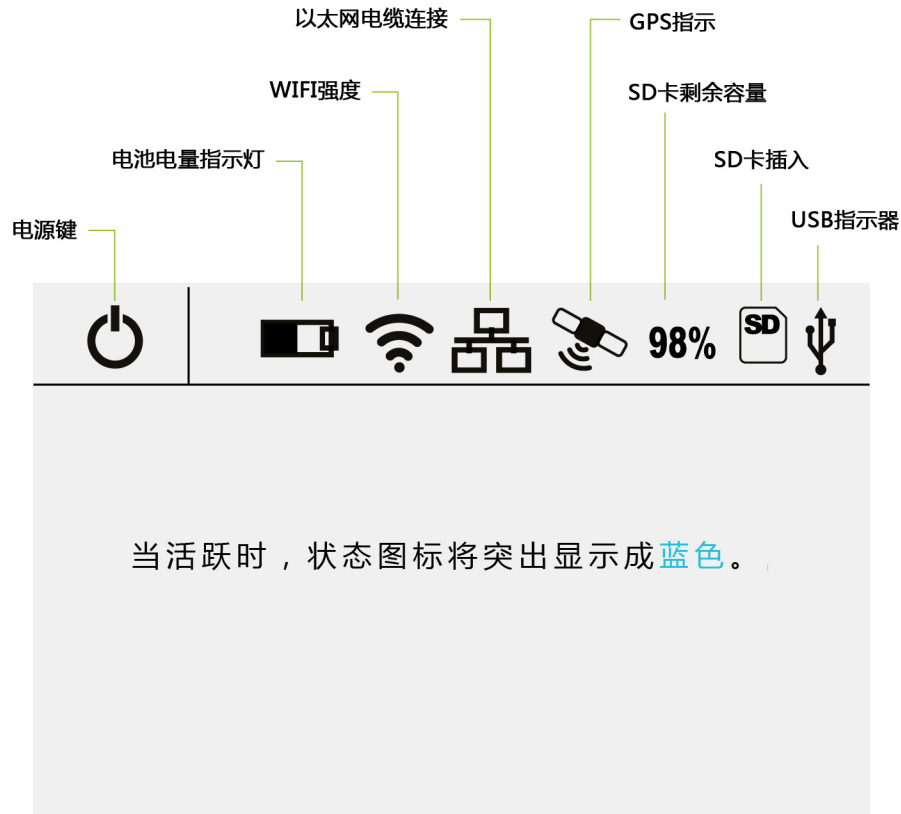 以太网电缆连接
GPS指示
WIFI强度
SD卡剩余容量
电池电量指示灯
SD卡插入
电源键
USB指示器
98%
SD
当活跃时，状态图标将突出显示成蓝色。